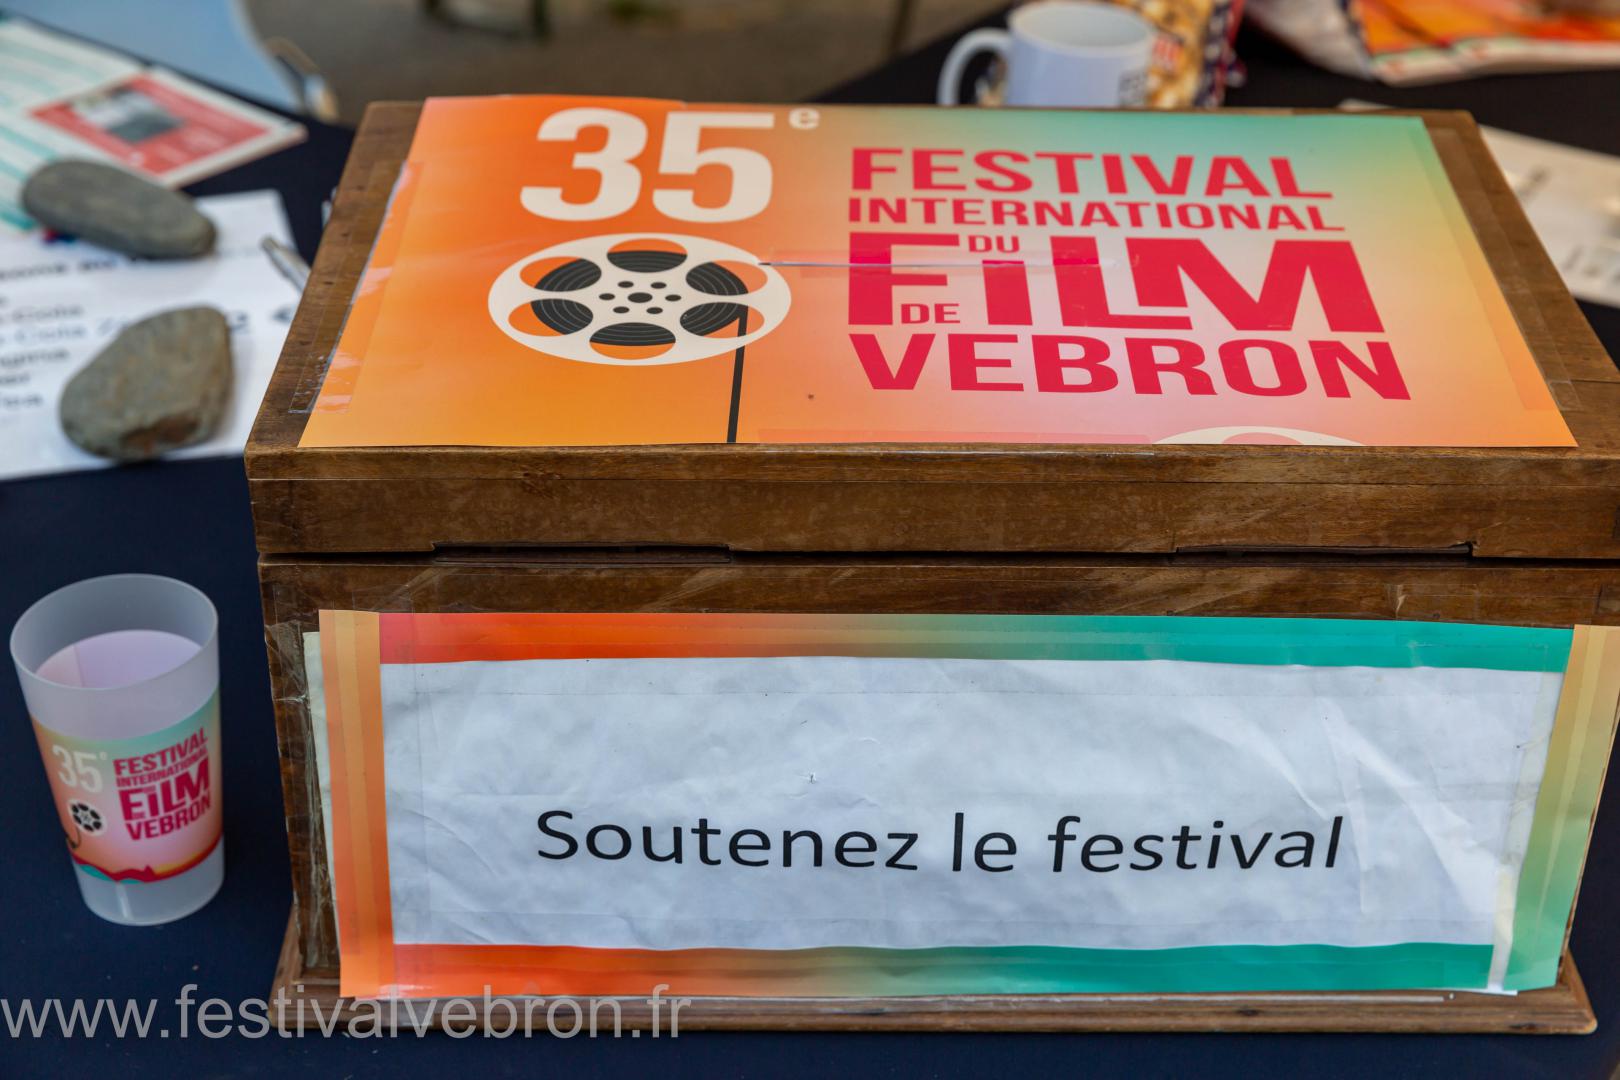 35e
FESTIVAL
INTERNATIONAL
DU
FiLM
DE
VEBRON
Soutenez le festival
35e
FESTIVAL
INTERNATIONAL
FiLM
VEBRON
www.festivalvebron.fr